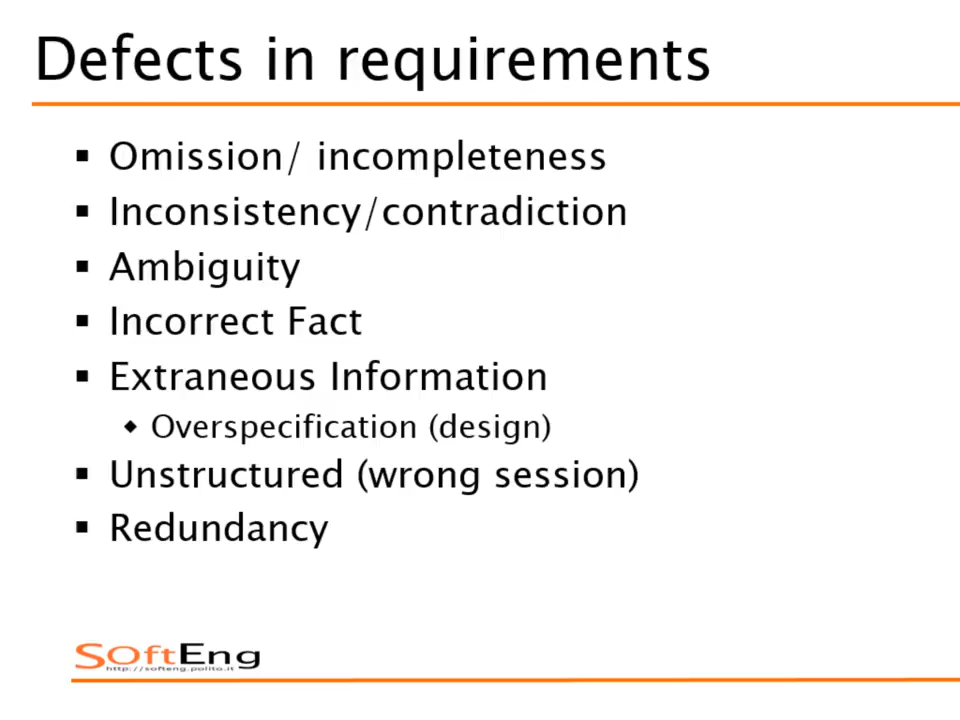 Defects in requirements
▪ Omission/ incompleteness
▪ Inconsistency/contradiction
▪ Ambiguity
▪ Incorrect Fact
▪ Extraneous Information
◆ Overspecification (design)
▪ Unstructured (wrong session)
▪ Redundancy
SOftEng
http://softeng.polito.it